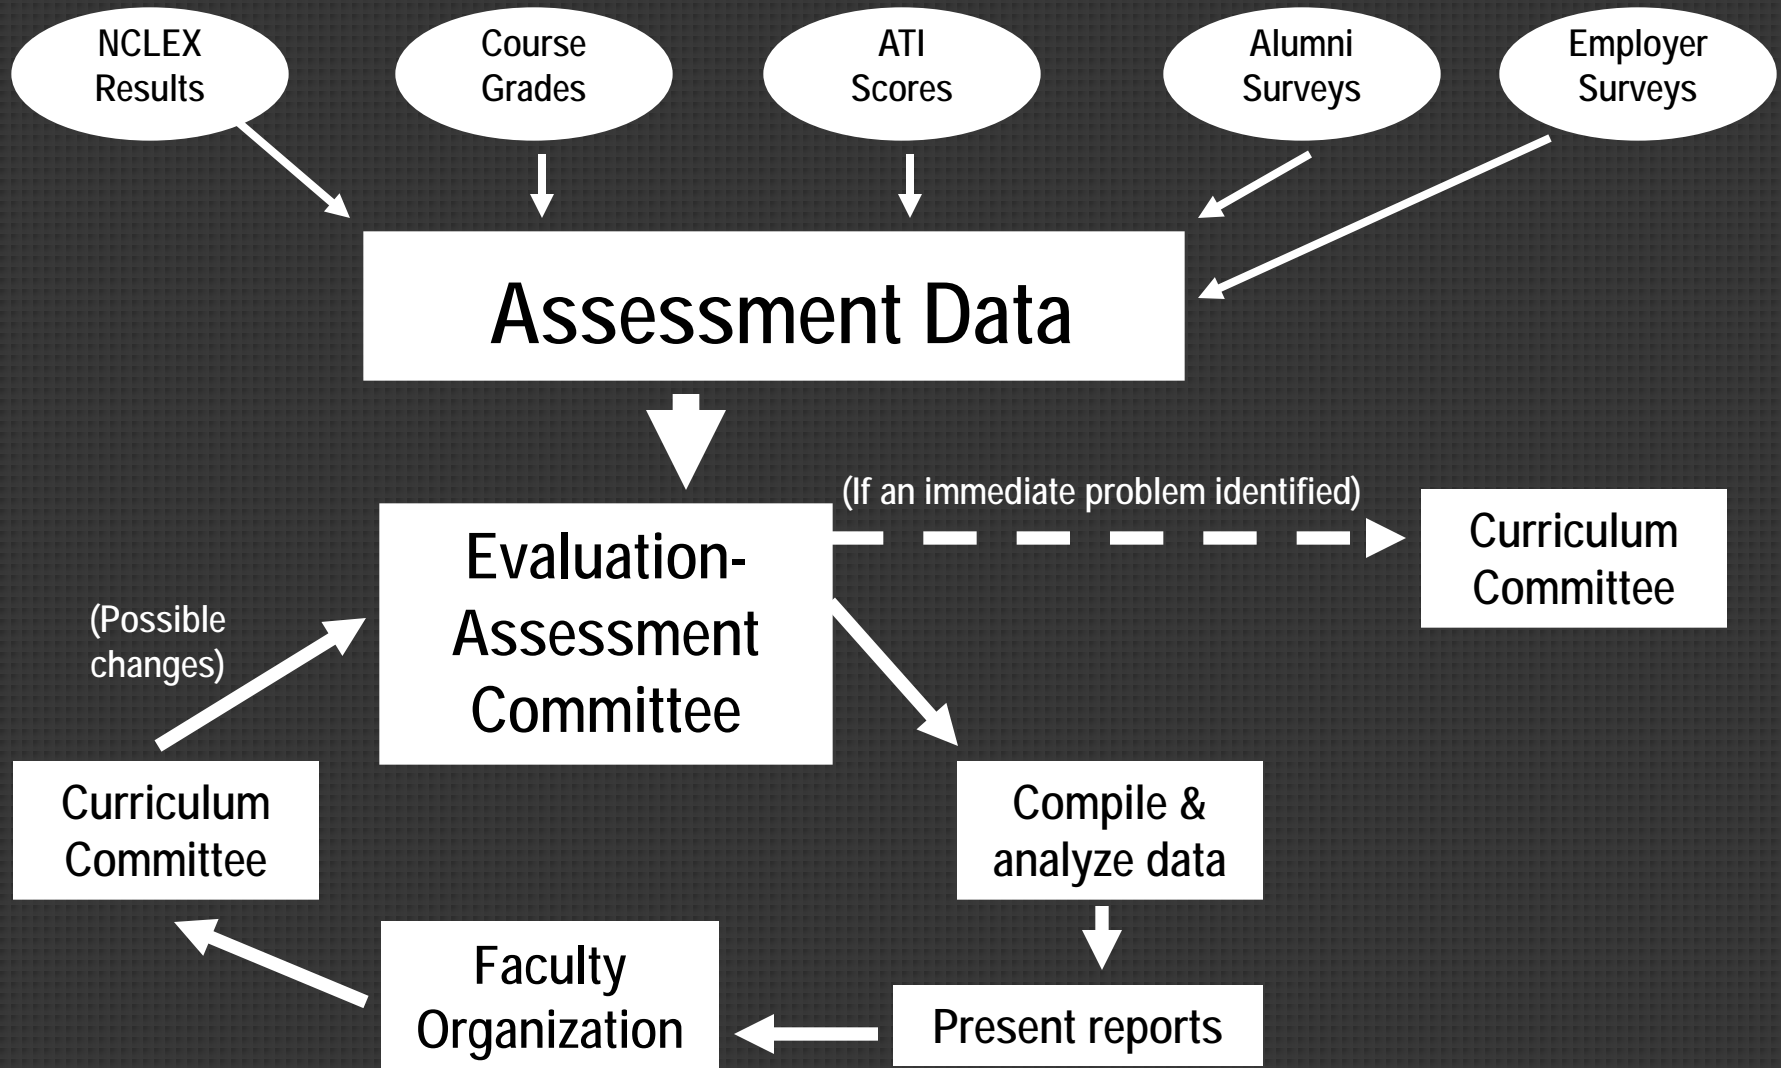 NCLEX
Results
Course
Grades
ATI
Scores
Alumni
Surveys
Employer
Surveys
Assessment Data
(If an immediate problem identified)
Curriculum
Committee
Evaluation-
Assessment
Committee
(Possible
changes)
Curriculum
Committee
Compile &
analyze data
Faculty
Organization
Present reports